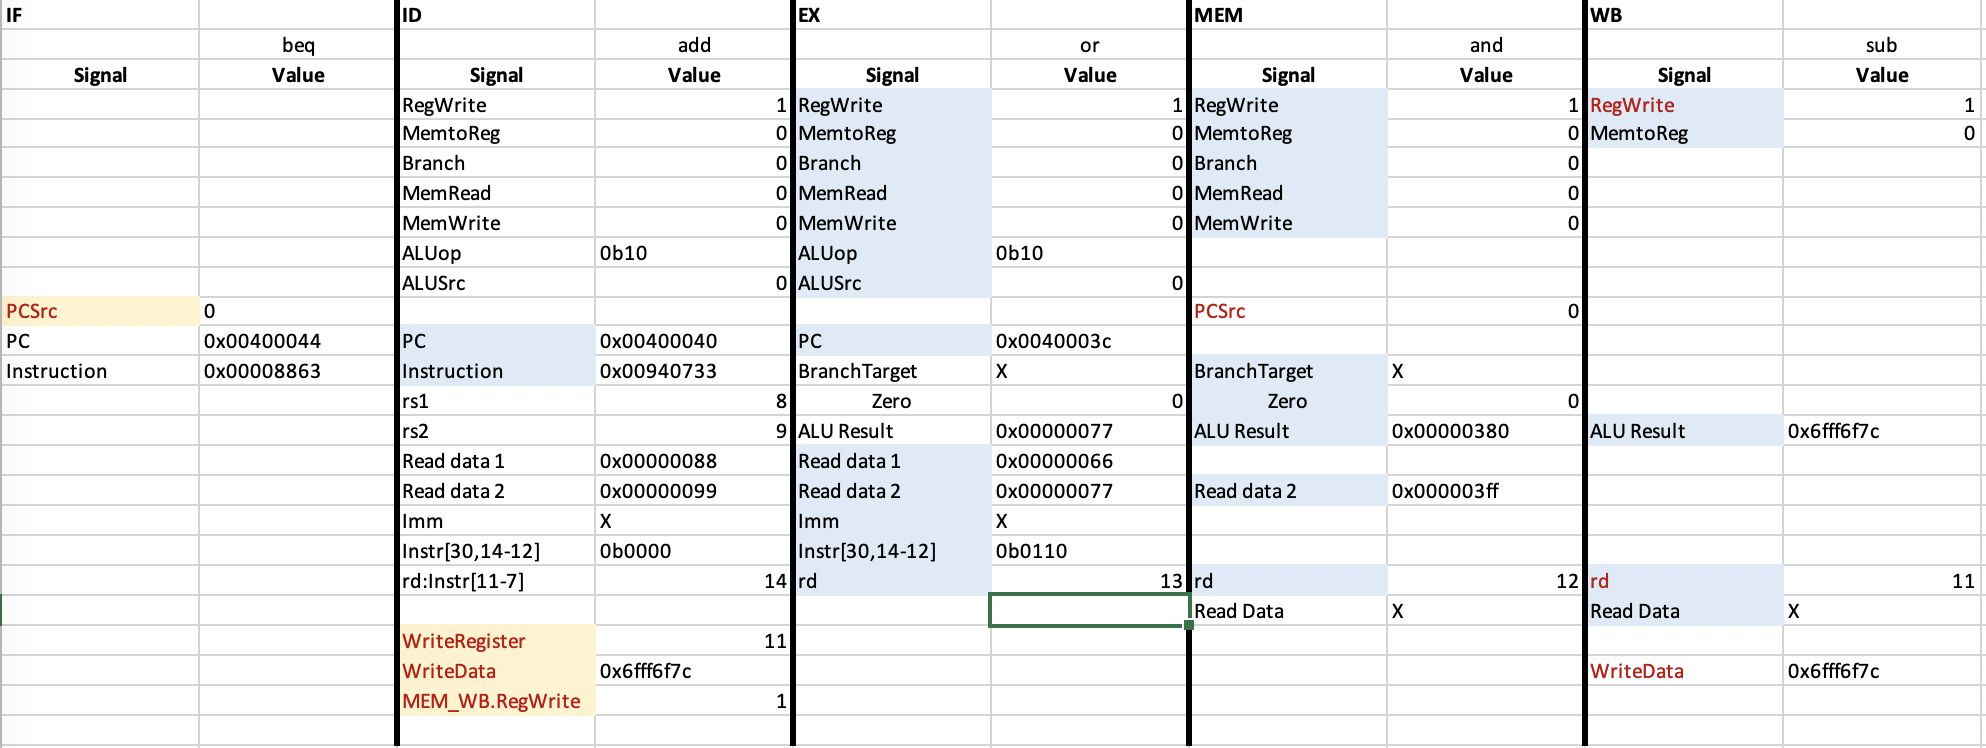 IF ID EX MEM WB
beq add or and sub
Signal Value Signal Value Signal Value Signal Value Signal Value
RegWrite 1 RegWrite 1 RegWrite 1 RegWrite 1
MemtoReg 0 MemtoReg 0 MemtoReg 0 MemtoReg 0
Branch 0 Branch 0 Branch 0
MemRead 0 MemRead 0 MemRead 0
MemWrite 0 MemWrite 0 MemWrite 0
ALUop 0b10 ALUop 0b10
ALUSrc 0 ALUSrc 0
PCSrc 0 PCSrc 0
PC 0x00400044 PC 0x00400040 PC 0x0040003c
Instruction 0x00008863 Instruction 0x00940733 BranchTarget X BranchTarget X
rs1 8 Zero 0 Zero 0
rs2 9 ALU Result 0x00000077 ALU Result 0x00000380 ALU Result 0x6fff6f7c
Read data 1 0x00000088 Read data 1 0x00000066
Read data 2 0x00000099 Read data 2 0x00000077 Read data 2 0x000003ff
Imm X Imm X
Instr[30,14-12] 0b0000 Instr[30,14-12] 0b0110
rd:Instr[11-7] 14 rd 13 rd 12 rd 11
Read Data X Read Data X
WriteRegister 11
WriteData 0x6fff6f7c WriteData 0x6fff6f7c
MEM_WB.RegWrite 1